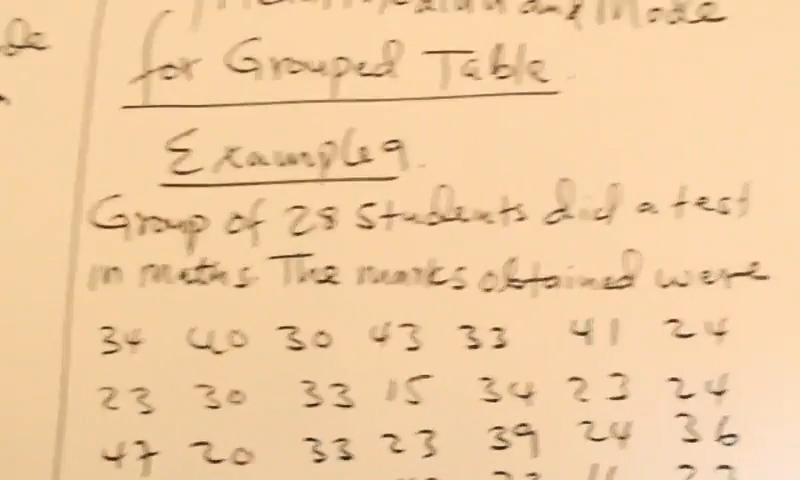 and Mode
for Grouped Table
Example 9.
Group of 28 Students did a test
in maths. The marks obtained were
34 40 30 43 33 41 24
23 30 33 15 34 23 24
47 20 33 23 39 24 36